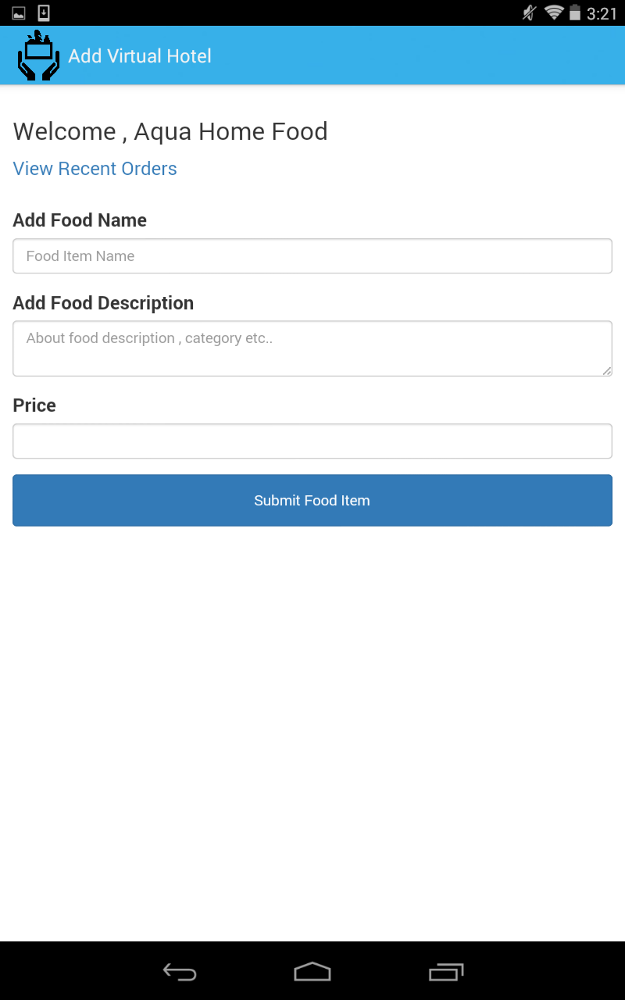 3:21
Add Virtual Hotel
Welcome , Aqua Home Food
View Recent Orders
Add Food Name
Food Item Name
Add Food Description
About food description , category etc..
Price
Submit Food Item